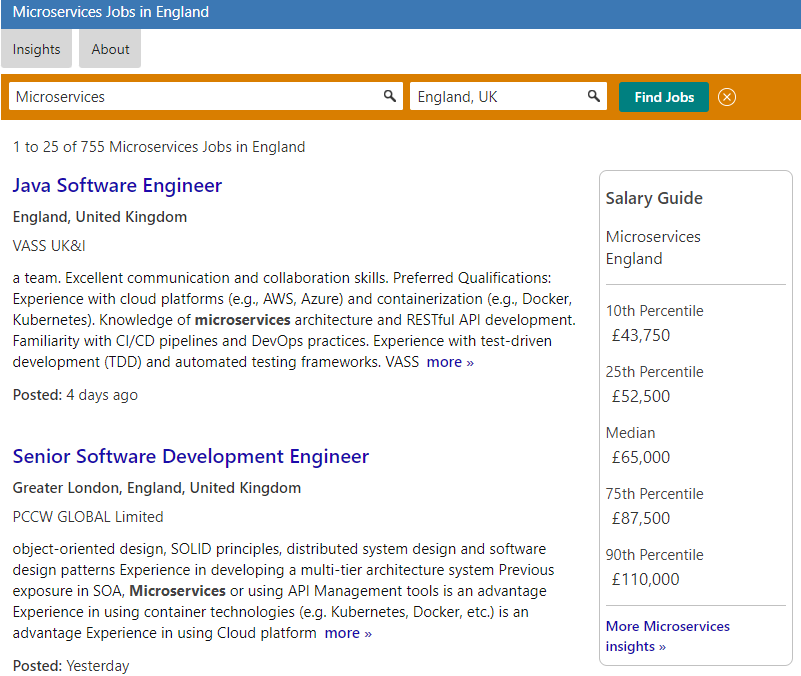 Microservices Jobs in England
Insights
About
Microservices
England, UK
Find Jobs
1 to 25 of 755 Microservices Jobs in England
Java Software Engineer
England, United Kingdom
VASS UK&I
a team. Excellent communication and collaboration skills. Preferred Qualifications:
Experience with cloud platforms (e.g., AWS, Azure) and containerization (e.g., Docker,
Kubernetes). Knowledge of microservices architecture and RESTful API development.
Familiarity with CI/CD pipelines and DevOps practices. Experience with test-driven
development (TDD) and automated testing frameworks. VASS more »
Posted: 4 days ago
Senior Software Development Engineer
Greater London, England, United Kingdom
PCCW GLOBAL Limited
object-oriented design, SOLID principles, distributed system design and software
design patterns Experience in developing a multi-tier architecture system Previous
exposure in SOA, Microservices or using API Management tools is an advantage
Experience in using container technologies (e.g. Kubernetes, Docker, etc.) is an
advantage Experience in using Cloud platform more »
Posted: Yesterday
Salary Guide
Microservices
England
10th Percentile
£43,750
25th Percentile
£52,500
Median
£65,000
75th Percentile
£87,500
90th Percentile
£110,000
More Microservices
insights »